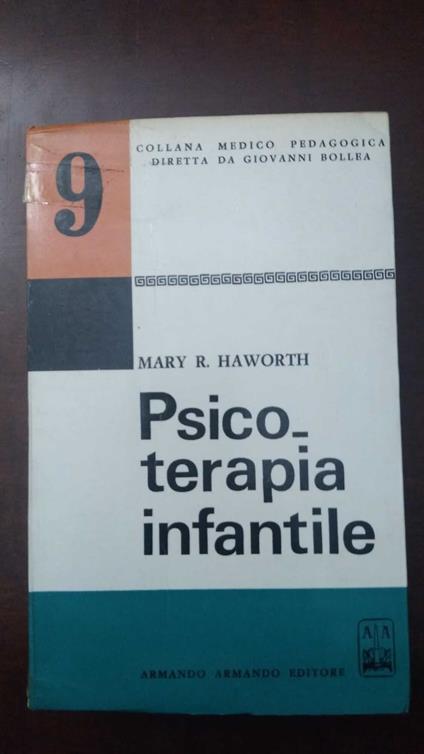 9
COLLANA MEDICO PEDAGOGICA
DIRETTA DA GIOVANNI BOLLEA
MARY R. HAWORTH
Psico-
terapia
infantile
A A
ARMANDO ARMANDO EDITORE